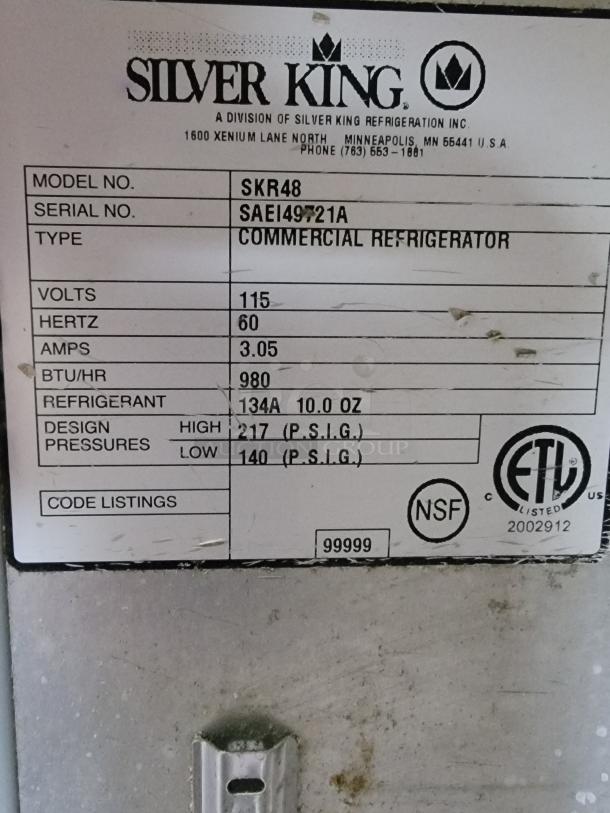 SILVER KING®
A DIVISION OF SILVER KING REFRIGERATION INC.
1600 XENIUM LANE NORTH MINNEAPOLIS, MN 55441 U.S.A
PHONE (763) 553-1881
MODEL NO. SKR48
SERIAL NO. SAEI49721A
TYPE COMMERCIAL REFRIGERATOR
VOLTS 115
HERTZ 60
AMPS 3.05
BTU/HR 980
REFRIGERANT 134A 10.0 OZ
DESIGN PRESSURES HIGH 217 (P.S.I.G.)
LOW 140 (P.S.I.G.)
CODE LISTINGS
NSF
C ETL® US
LISTED
2002912
99999